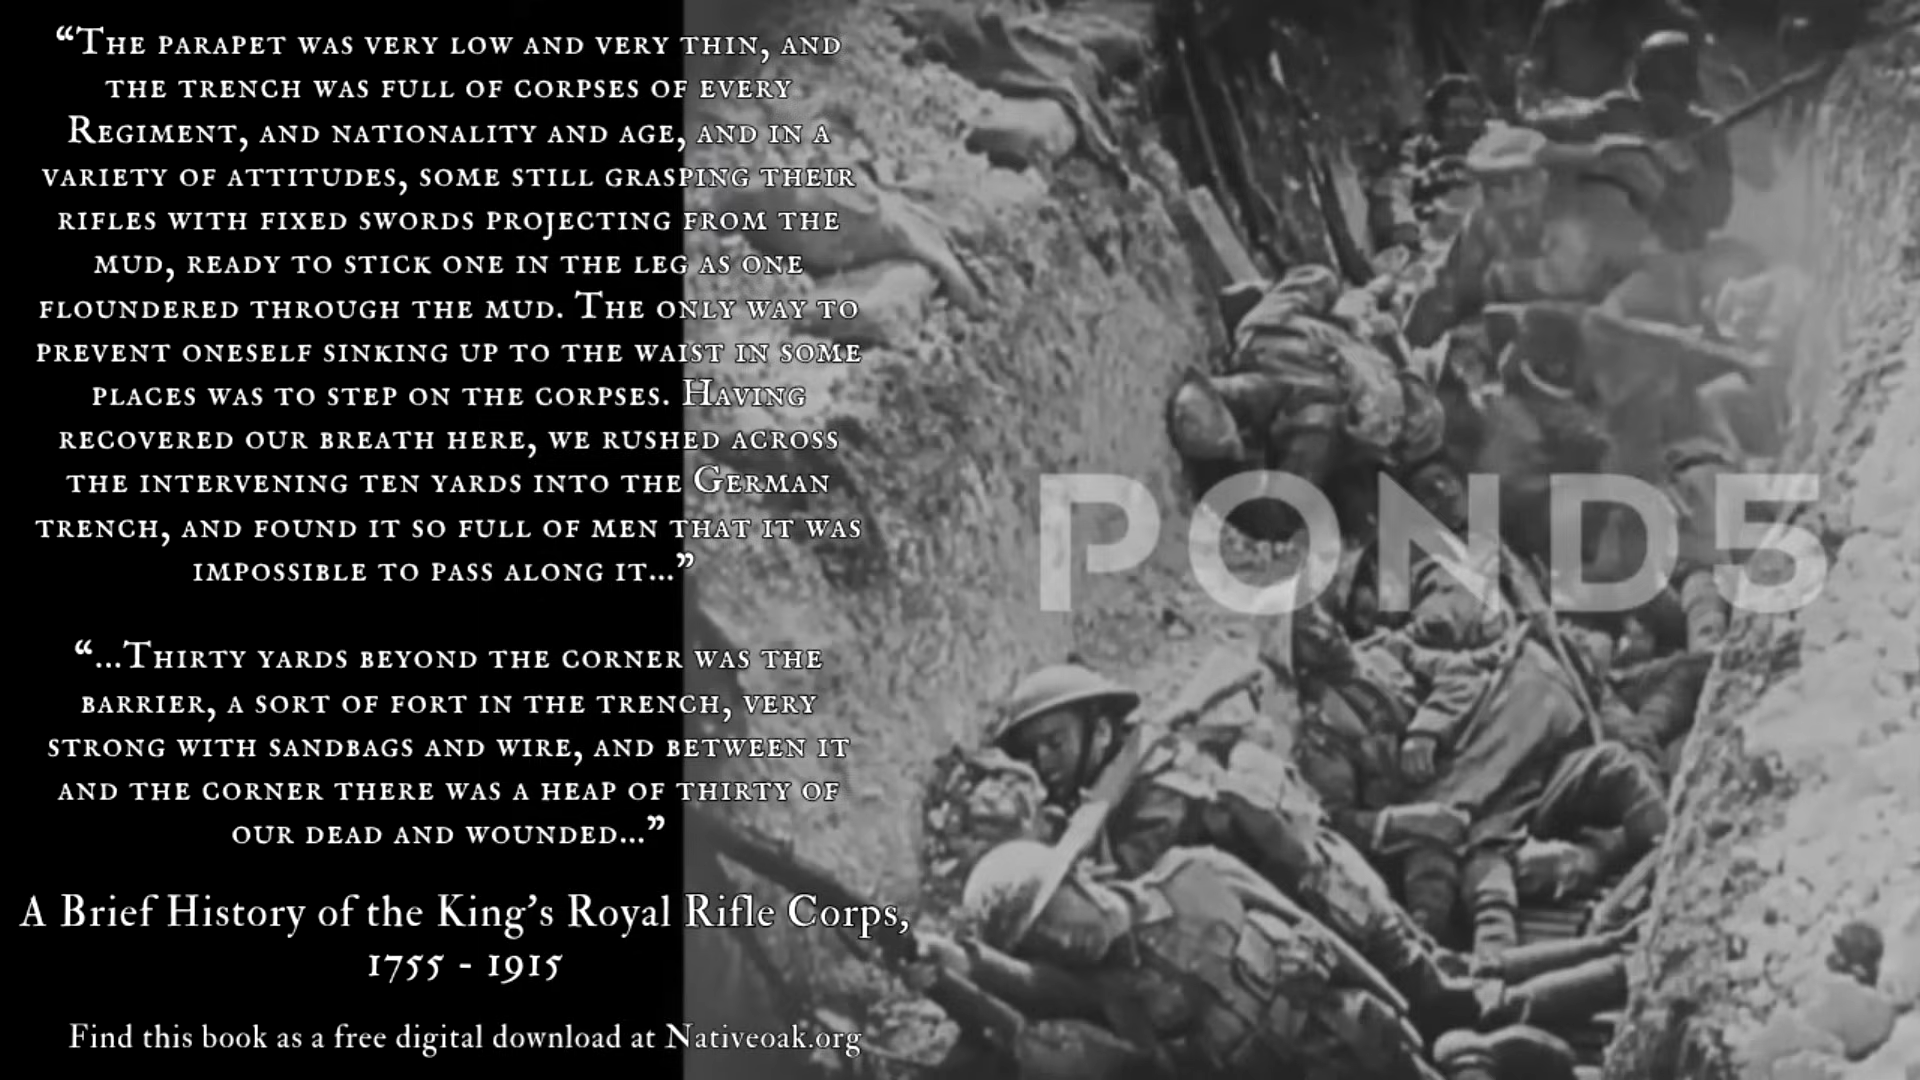 “The parapet was very low and very thin, and
the trench was full of corpses of every
Regiment, and nationality and age, and in a
variety of attitudes, some still grasping their
rifles with fixed swords projecting from the
mud, ready to stick one in the leg as one
floundered through the mud. The only way to
prevent oneself sinking up to the waist in some
places was to step on the corpses. Having
recovered our breath here, we rushed across
the intervening ten yards into the German
trench, and found it so full of men that it was
impossible to pass along it...”
“...Thirty yards beyond the corner was the
barrier, a sort of fort in the trench, very
strong with sandbags and wire, and between it
and the corner there was a heap of thirty of
our dead and wounded...”
A Brief History of the King’s Royal Rifle Corps,
1755 - 1915
Find this book as a free digital download at Nativeoak.org
POND5